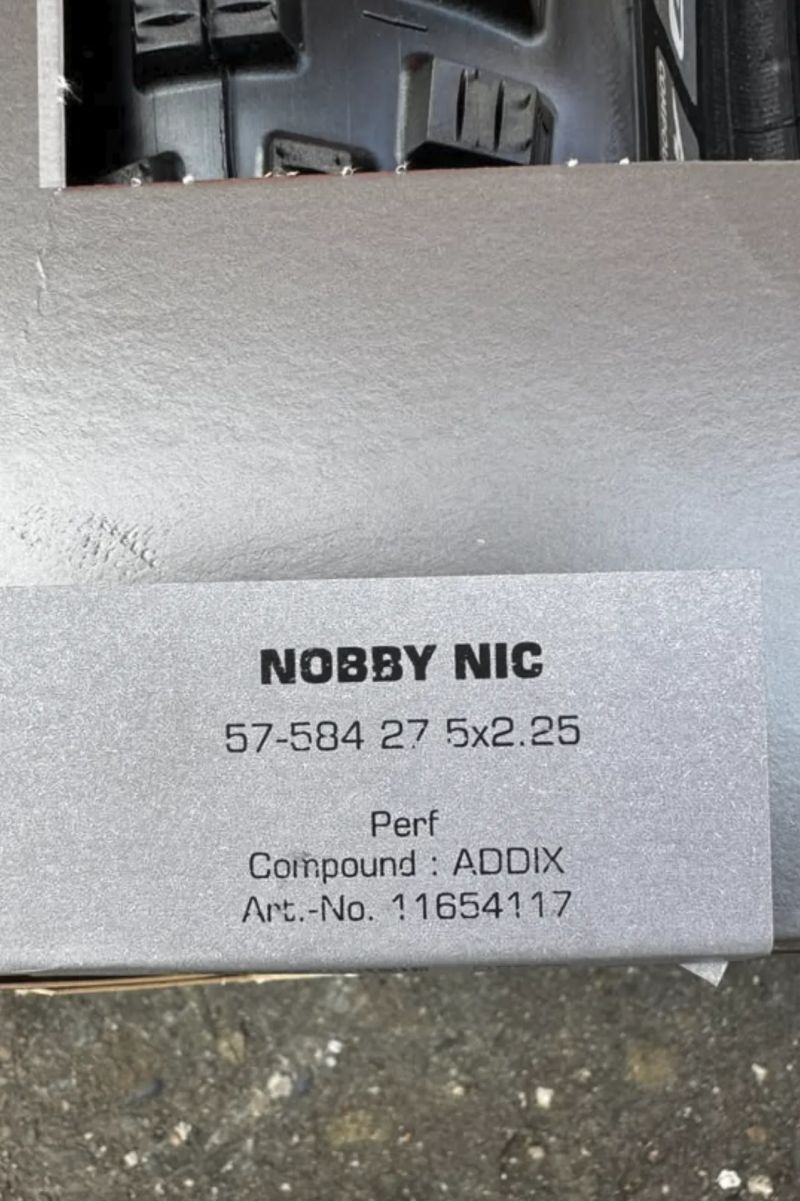 NOBBY NIC
57-584 27 5x2.25
Perf
Compound : ADDIX
Art.-No. 11654117